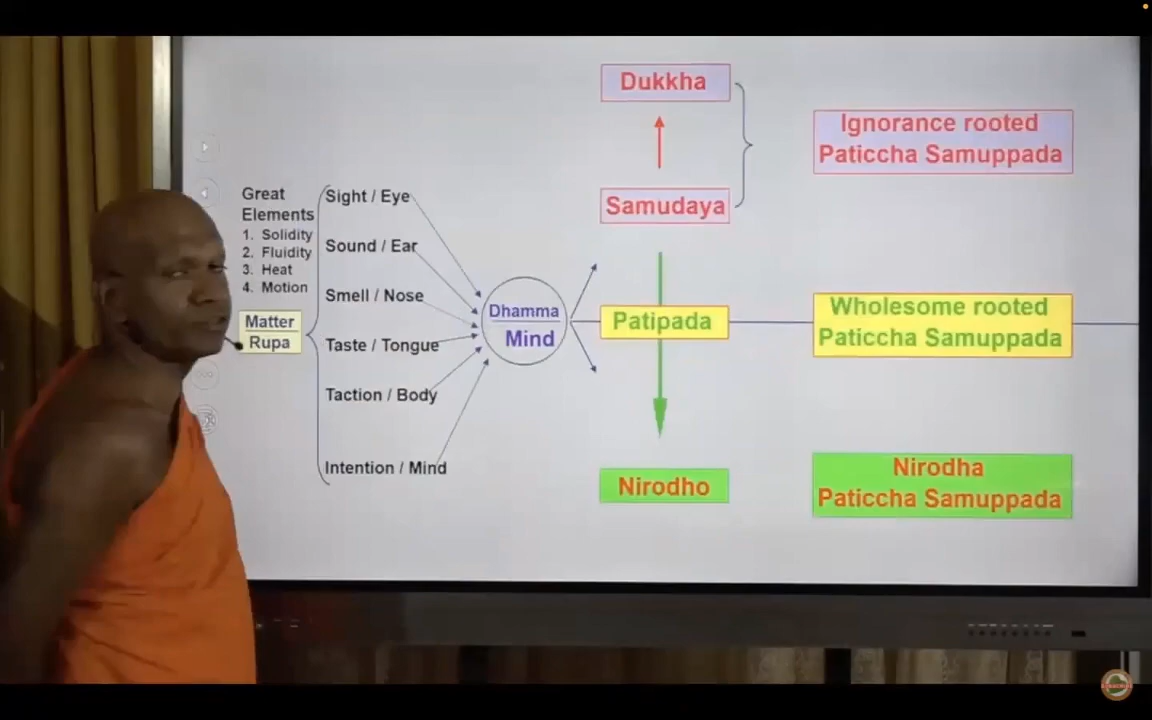 Great
Elements
1. Solidity
2. Fluidity
3. Heat
4. Motion
Matter
Rupa
Sight / Eye
Sound / Ear
Smell / Nose
Taste / Tongue
Taction / Body
Intention / Mind
Dhamma
Mind
Dukkha
Samudaya
Patipada
Nirodho
Ignorance rooted
Paticcha Samuppada
Wholesome rooted
Paticcha Samuppada
Nirodha
Paticcha Samuppada